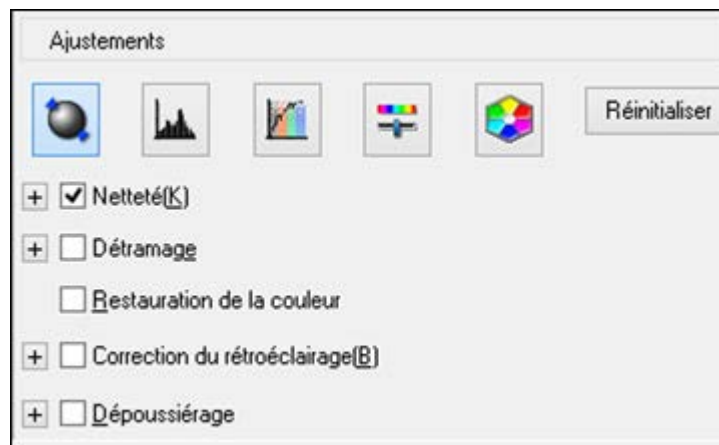 Ajustements
Réinitialiser
Netteté(K)
Détramage
Restauration de la couleur
Correction du rétroéclairage(B)
Dépoussiérage